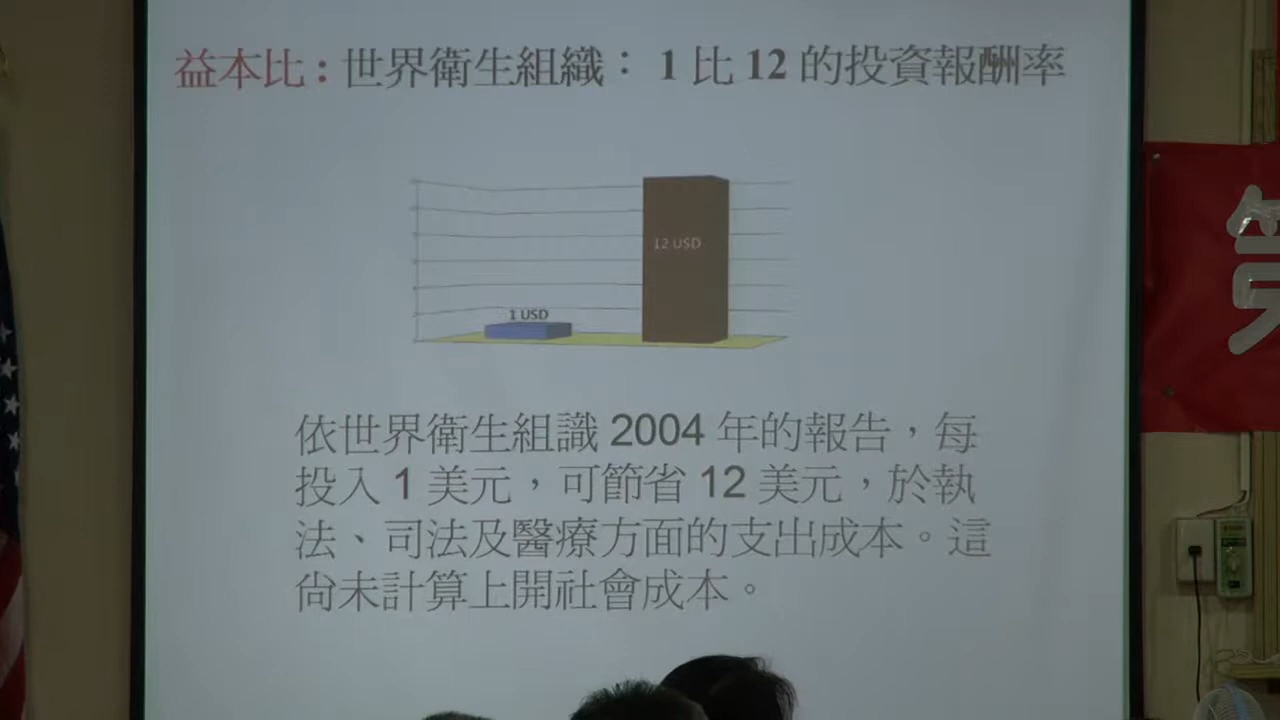 益本比：世界衛生組織： 1 比 12 的投資報酬率
12 USD
1 USD
依世界衛生組識 2004 年的報告，每
投入 1 美元，可節省 12 美元，於執
法、司法及醫療方面的支出成本。這
尚未計算上開社會成本。
第